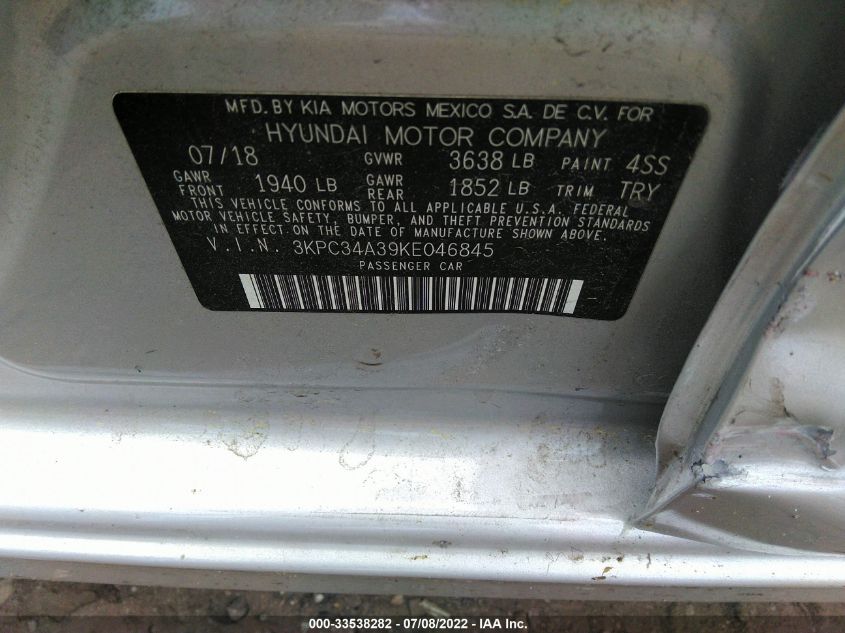 MFD. BY KIA MOTORS MEXICO S.A. DE C.V. FOR
HYUNDAI MOTOR COMPANY
07/18 GVWR 3638 LB PAINT 4SS
GAWR FRONT 1940 LB GAWR REAR 1852 LB TRIM TRY
THIS VEHICLE CONFORMS TO ALL APPLICABLE U.S.A. FEDERAL
MOTOR VEHICLE SAFETY, BUMPER, AND THEFT PREVENTION STANDARDS
IN EFFECT ON THE DATE OF MANUFACTURE SHOWN ABOVE.
V.I.N. 3KPC34A39KE046845
PASSENGER CAR
000-33538282 - 07/08/2022 - IAA Inc.